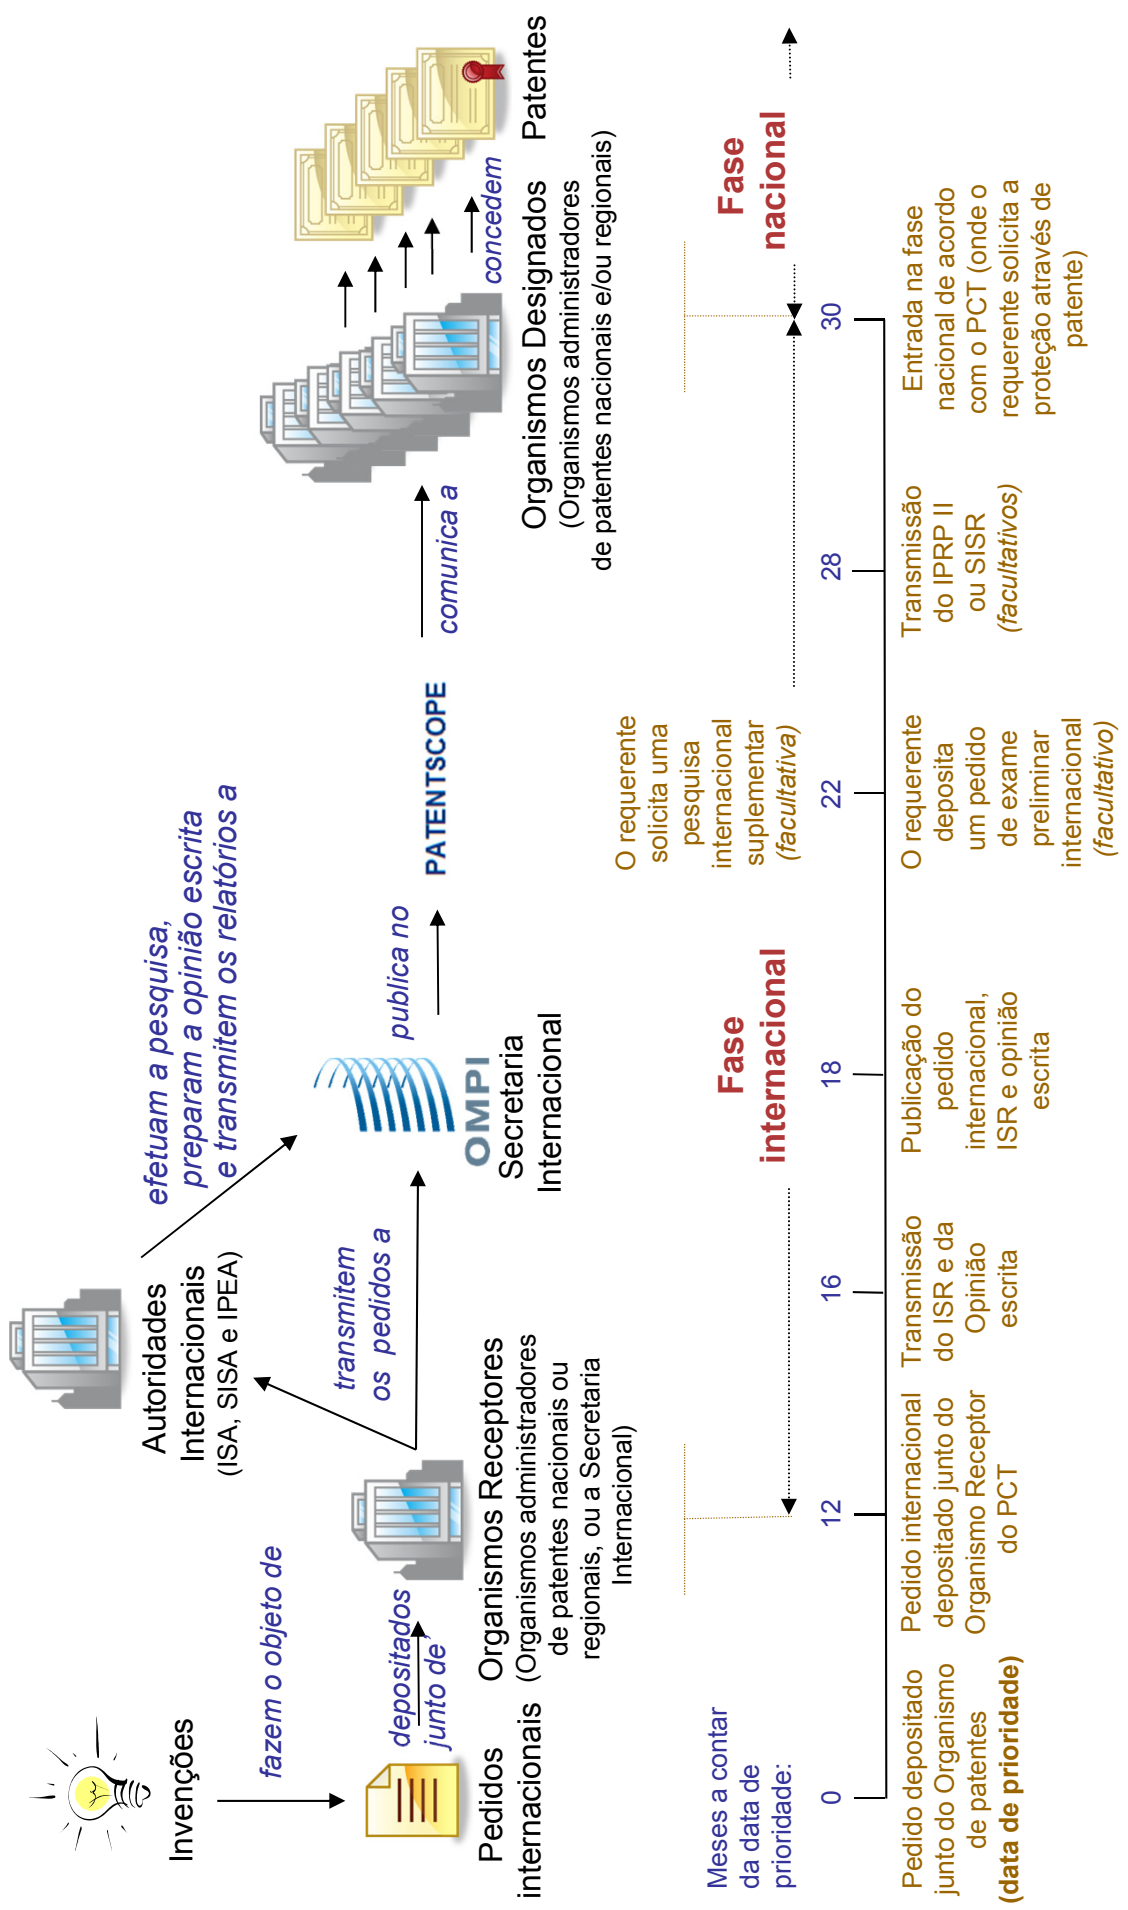 Invenções
fazem o objeto de
Pedidos
internacionais
depositados
junto de
Organismos Receptores
(Organismos administradores
de patentes nacionais ou
regionais, ou a Secretaria
Internacional)
transmitem
os pedidos a
Autoridades
Internacionais
(ISA, SISA e IPEA)
efetuam a pesquisa,
preparam a opinião escrita
e transmitem os relatórios a
OMPI
Secretaria
Internacional
publica no
PATENTSCOPE
comunica a
Organismos Designados
(Organismos administradores
de patentes nacionais e/ou regionais)
concedem
Patentes
Meses a contar
da data de
prioridade:
Fase
internacional
O requerente
solicita uma
pesquisa
internacional
suplementar
(facultativa)
Fase
nacional
0
12
16
18
22
28
30
Pedido depositado
junto do Organismo
de patentes
(data de prioridade)
Pedido internacional
depositado junto do
Organismo Receptor
do PCT
Transmissão
do ISR e da
Opinião
escrita
Publicação do
pedido
internacional,
ISR e opinião
escrita
O requerente
deposita
um pedido
de exame
preliminar
internacional
(facultativo)
Transmissão
do IPRP II
ou SISR
(facultativos)
Entrada na fase
nacional de acordo
com o PCT (onde o
requerente solicita a
proteção através de
patente)